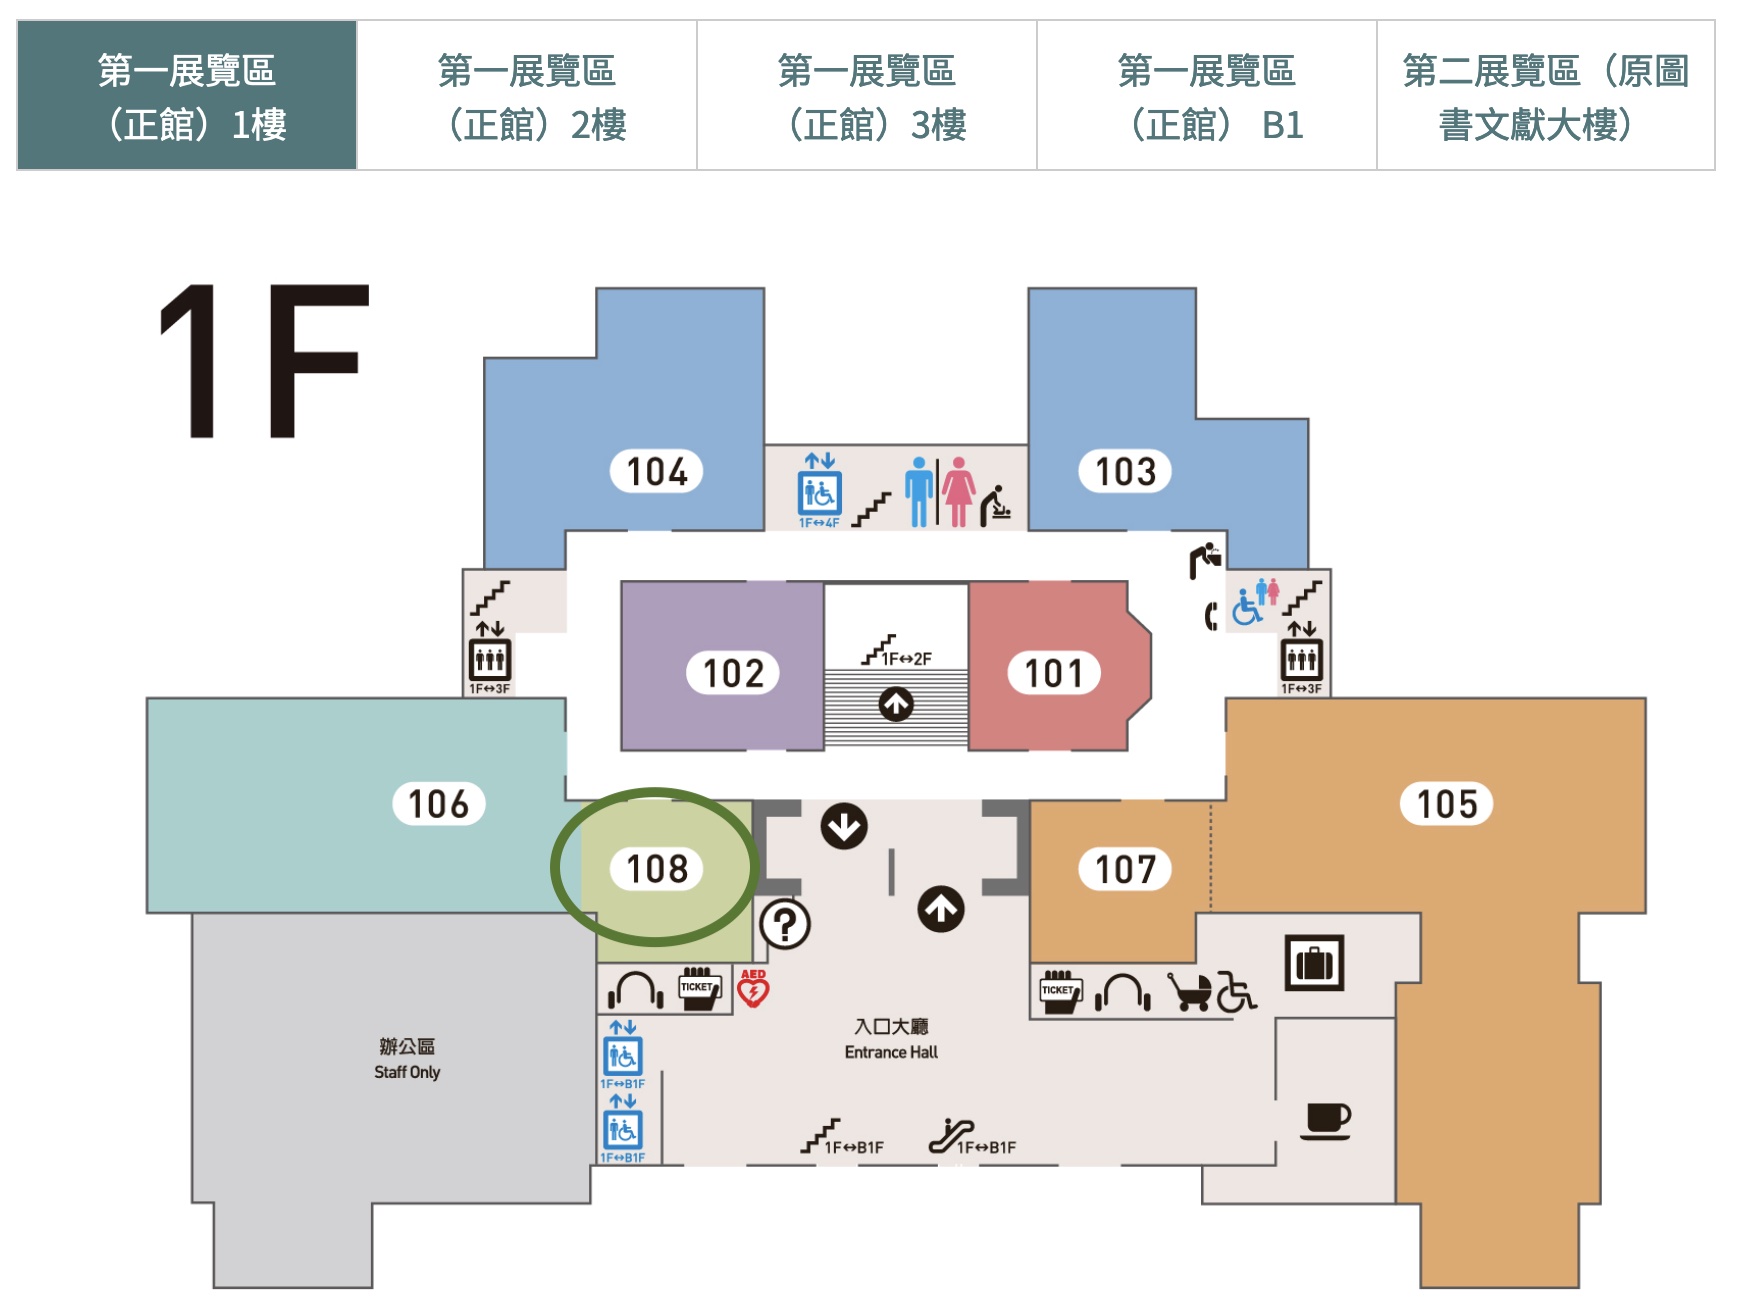 第一展覽區
（正館）1樓
第一展覽區
（正館）2樓
第一展覽區
（正館）3樓
第一展覽區
（正館） B1
第二展覽區（原圖
書文獻大樓）
1F
104
103
1F↔4F
102
1F↔2F
101
1F↔3F
1F↔3F
106
105
108
107
?
TICKET
AED
TICKET
入口大廳
Entrance Hall
辦公區
Staff Only
1F↔B1F
1F↔B1F
1F↔B1F
1F↔B1F